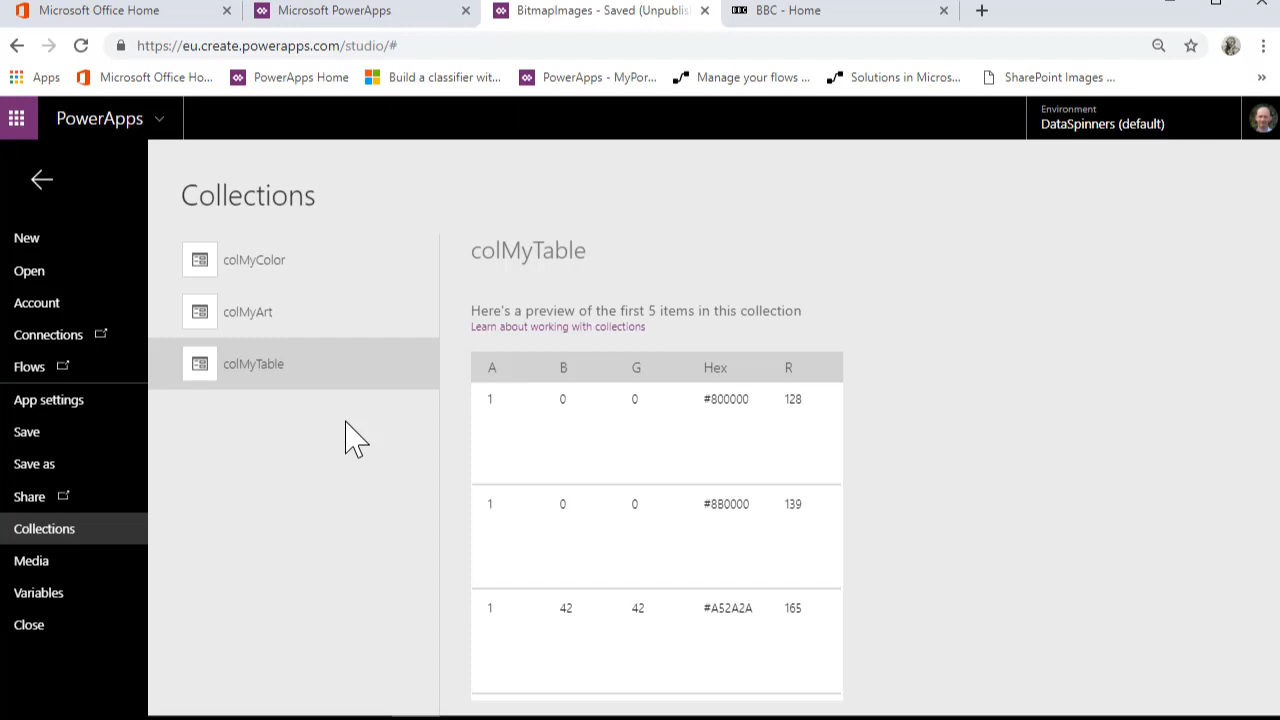 Microsoft Office Home
Microsoft PowerApps
BitmapImages - Saved (Unpublis
BBC BBC - Home
https://eu.create.powerapps.com/studio/#
Apps Microsoft Office Ho... PowerApps Home Build a classifier wit... PowerApps - MyPor... Manage your flows ... Solutions in Micros... SharePoint Images ...
PowerApps
Environment
DataSpinners (default)
New
Open
Account
Connections
Flows
App settings
Save
Save as
Share
Collections
Media
Variables
Close
Collections
colMyColor
colMyArt
colMyTable
colMyTable
Here's a preview of the first 5 items in this collection
Learn about working with collections
A B G Hex R
1 0 0 #800000 128
1 0 0 #8B0000 139
1 42 42 #A52A2A 165